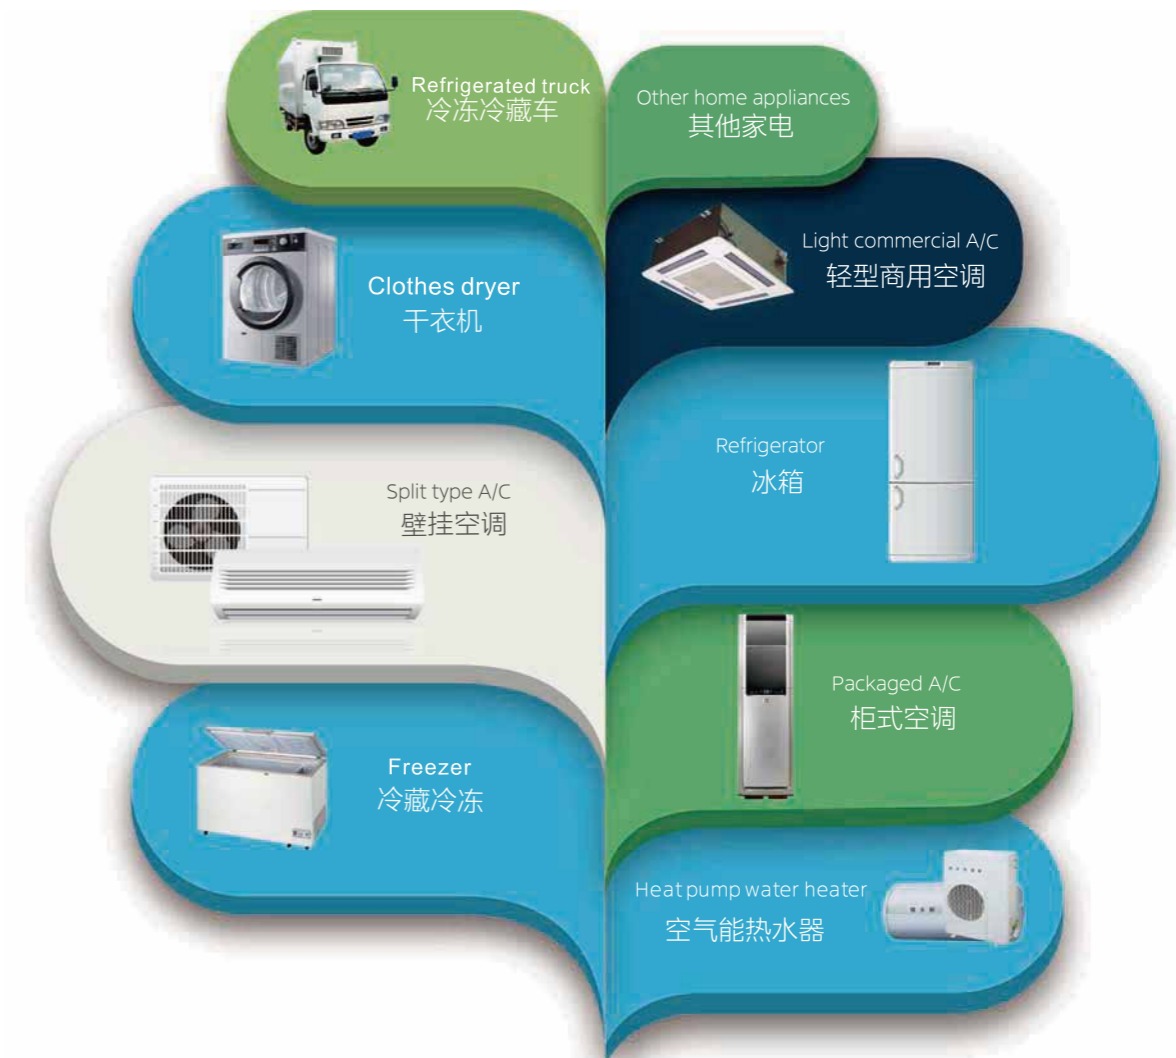 Refrigerated truck
冷冻冷藏车
Other home appliances
其他家电
Light commercial A/C
轻型商用空调
Clothes dryer
干衣机
Refrigerator
冰箱
Split type A/C
壁挂空调
Packaged A/C
柜式空调
Freezer
冷藏冷冻
Heat pump water heater
空气能热水器